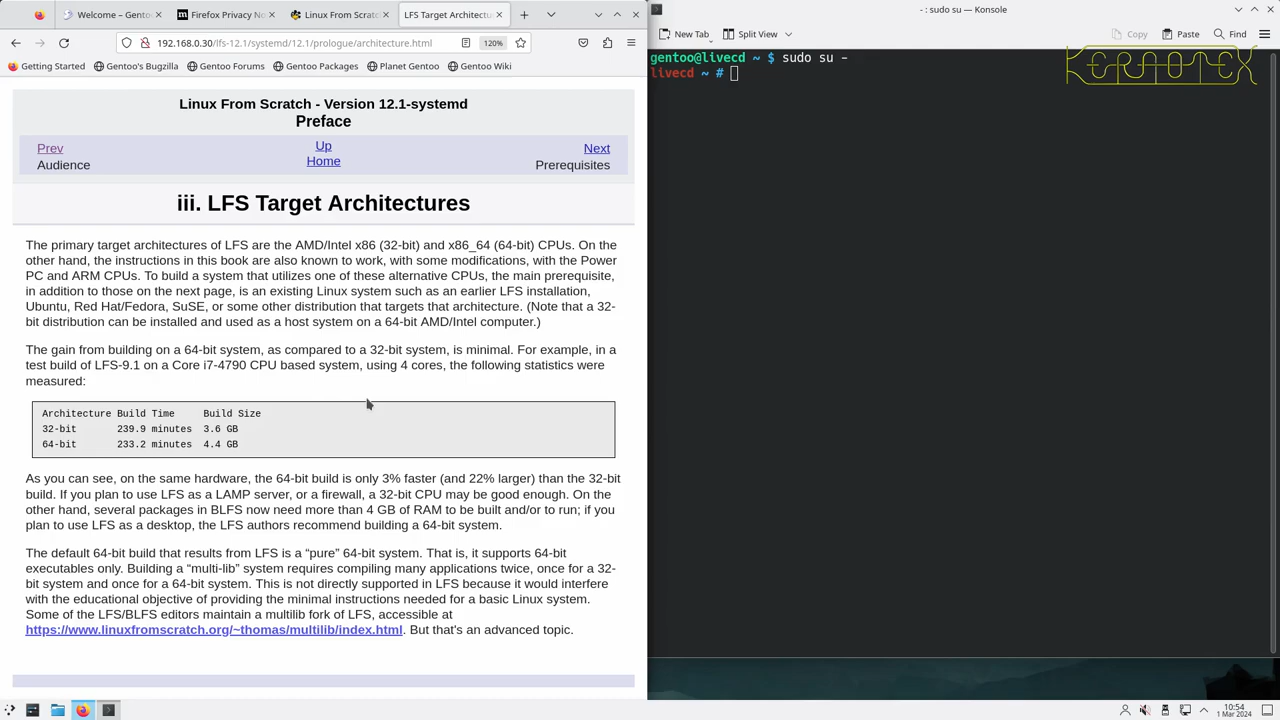 Welcome – Gento
Firefox Privacy No
Linux From Scratc
LFS Target Architectu
192.168.0.30/lfs-12.1/systemd/12.1/prologue/architecture.html
120%
Getting Started
Gentoo's Bugzilla
Gentoo Forums
Gentoo Packages
Planet Gentoo
Gentoo Wiki
Linux From Scratch - Version 12.1-systemd
Preface
Prev
Up
Next
Audience
Home
Prerequisites
iii. LFS Target Architectures
The primary target architectures of LFS are the AMD/Intel x86 (32-bit) and x86_64 (64-bit) CPUs. On the
other hand, the instructions in this book are also known to work, with some modifications, with the Power
PC and ARM CPUs. To build a system that utilizes one of these alternative CPUs, the main prerequisite,
in addition to those on the next page, is an existing Linux system such as an earlier LFS installation,
Ubuntu, Red Hat/Fedora, SuSE, or some other distribution that targets that architecture. (Note that a 32-
bit distribution can be installed and used as a host system on a 64-bit AMD/Intel computer.)
The gain from building on a 64-bit system, as compared to a 32-bit system, is minimal. For example, in a
test build of LFS-9.1 on a Core i7-4790 CPU based system, using 4 cores, the following statistics were
measured:
Architecture Build Time     Build Size
32-bit       239.9 minutes  3.6 GB
64-bit       233.2 minutes  4.4 GB
As you can see, on the same hardware, the 64-bit build is only 3% faster (and 22% larger) than the 32-bit
build. If you plan to use LFS as a LAMP server, or a firewall, a 32-bit CPU may be good enough. On the
other hand, several packages in BLFS now need more than 4 GB of RAM to be built and/or to run; if you
plan to use LFS as a desktop, the LFS authors recommend building a 64-bit system.
The default 64-bit build that results from LFS is a “pure” 64-bit system. That is, it supports 64-bit
executables only. Building a “multi-lib” system requires compiling many applications twice, once for a 32-
bit system and once for a 64-bit system. This is not directly supported in LFS because it would interfere
with the educational objective of providing the minimal instructions needed for a basic Linux system.
Some of the LFS/BLFS editors maintain a multilib fork of LFS, accessible at
https://www.linuxfromscratch.org/~thomas/multilib/index.html. But that's an advanced topic.
- : sudo su — Konsole
New Tab
Split View
Copy
Paste
Find
gentoo@livecd ~ $ sudo su -
livecd ~ #
KERNOTEX
10:54
1 Mar 2024